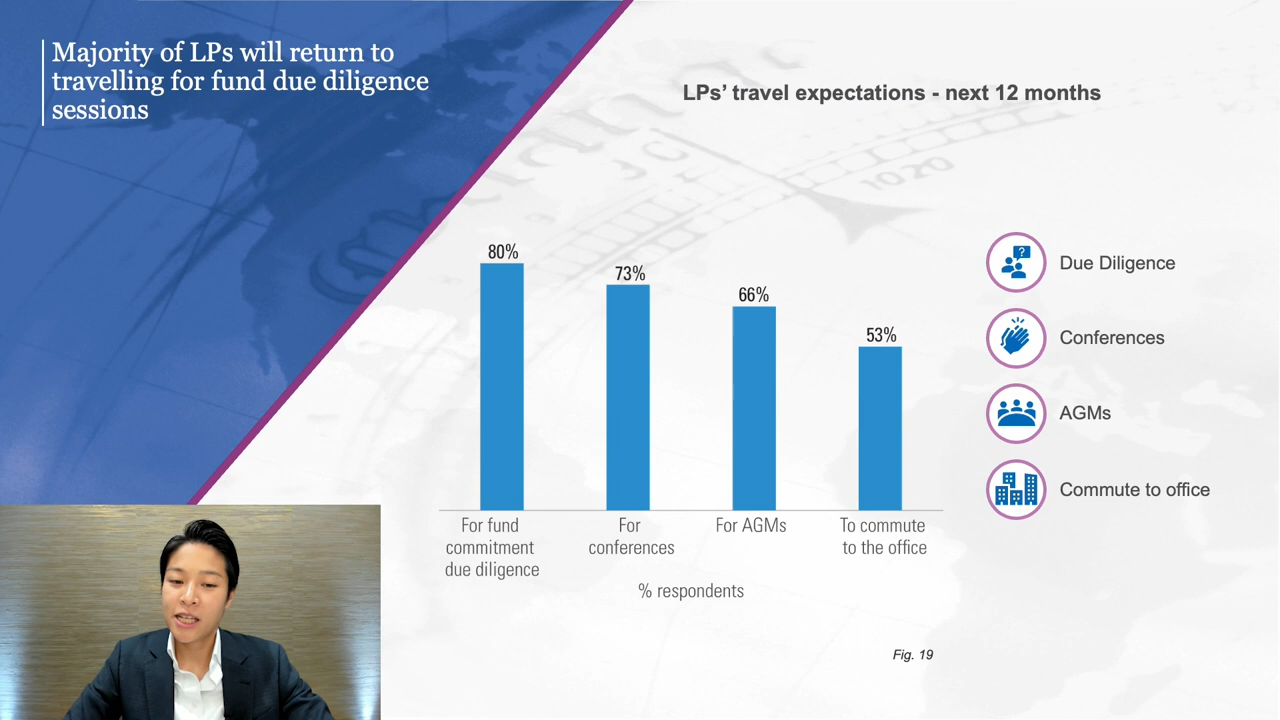 Majority of LPs will return to
travelling for fund due diligence
sessions
LPs' travel expectations - next 12 months
1020
80%
73%
66%
53%
For fund
commitment
due diligence
For
conferences
For AGMs
To commute
to the office
% respondents
Due Diligence
Conferences
AGMs
Commute to office
Fig. 19